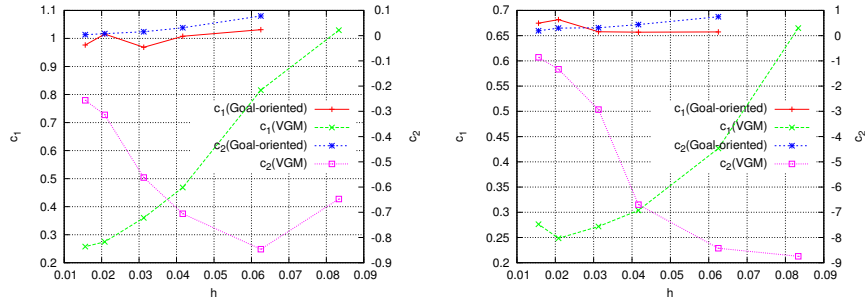 1.1
1
0.9
0.8
0.7
0.6
0.5
0.4
0.3
0.2
c₁
0.01 0.02 0.03 0.04 0.05 0.06 0.07 0.08 0.09
h
0.1
0
-0.1
-0.2
-0.3
-0.4
-0.5
-0.6
-0.7
-0.8
-0.9
c₂
c₁(Goal-oriented)
c₁(VGM)
c₂(Goal-oriented)
c₂(VGM)
0.7
0.65
0.6
0.55
0.5
0.45
0.4
0.35
0.3
0.25
0.2
c₁
0.01 0.02 0.03 0.04 0.05 0.06 0.07 0.08 0.09
h
1
0
-1
-2
-3
-4
-5
-6
-7
-8
-9
c₂
c₁(Goal-oriented)
c₁(VGM)
c₂(Goal-oriented)
c₂(VGM)